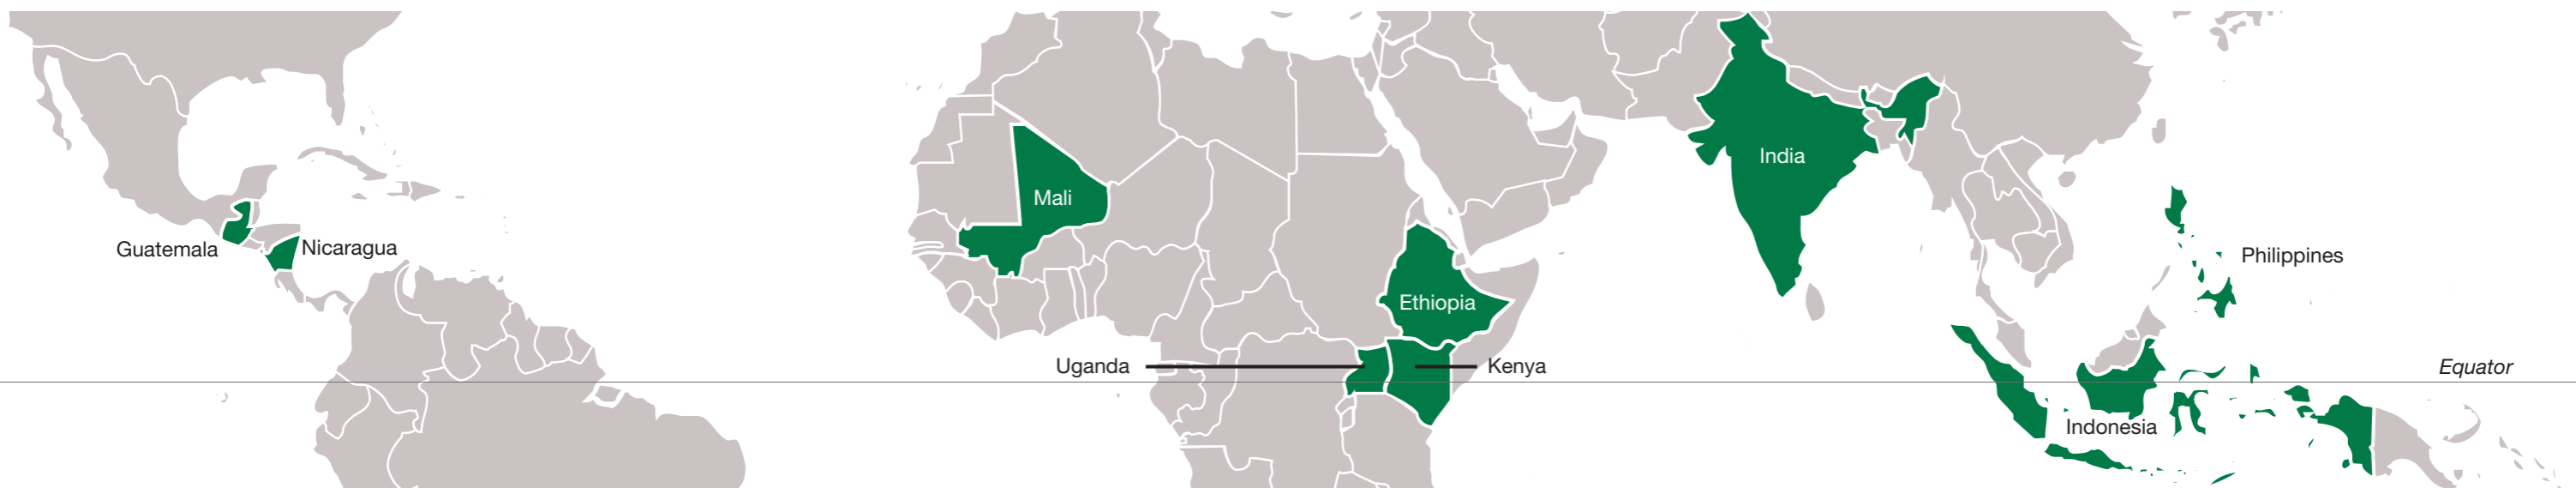 Guatemala
Nicaragua
Mali
Ethiopia
Uganda
Kenya
India
Philippines
Equator
Indonesia